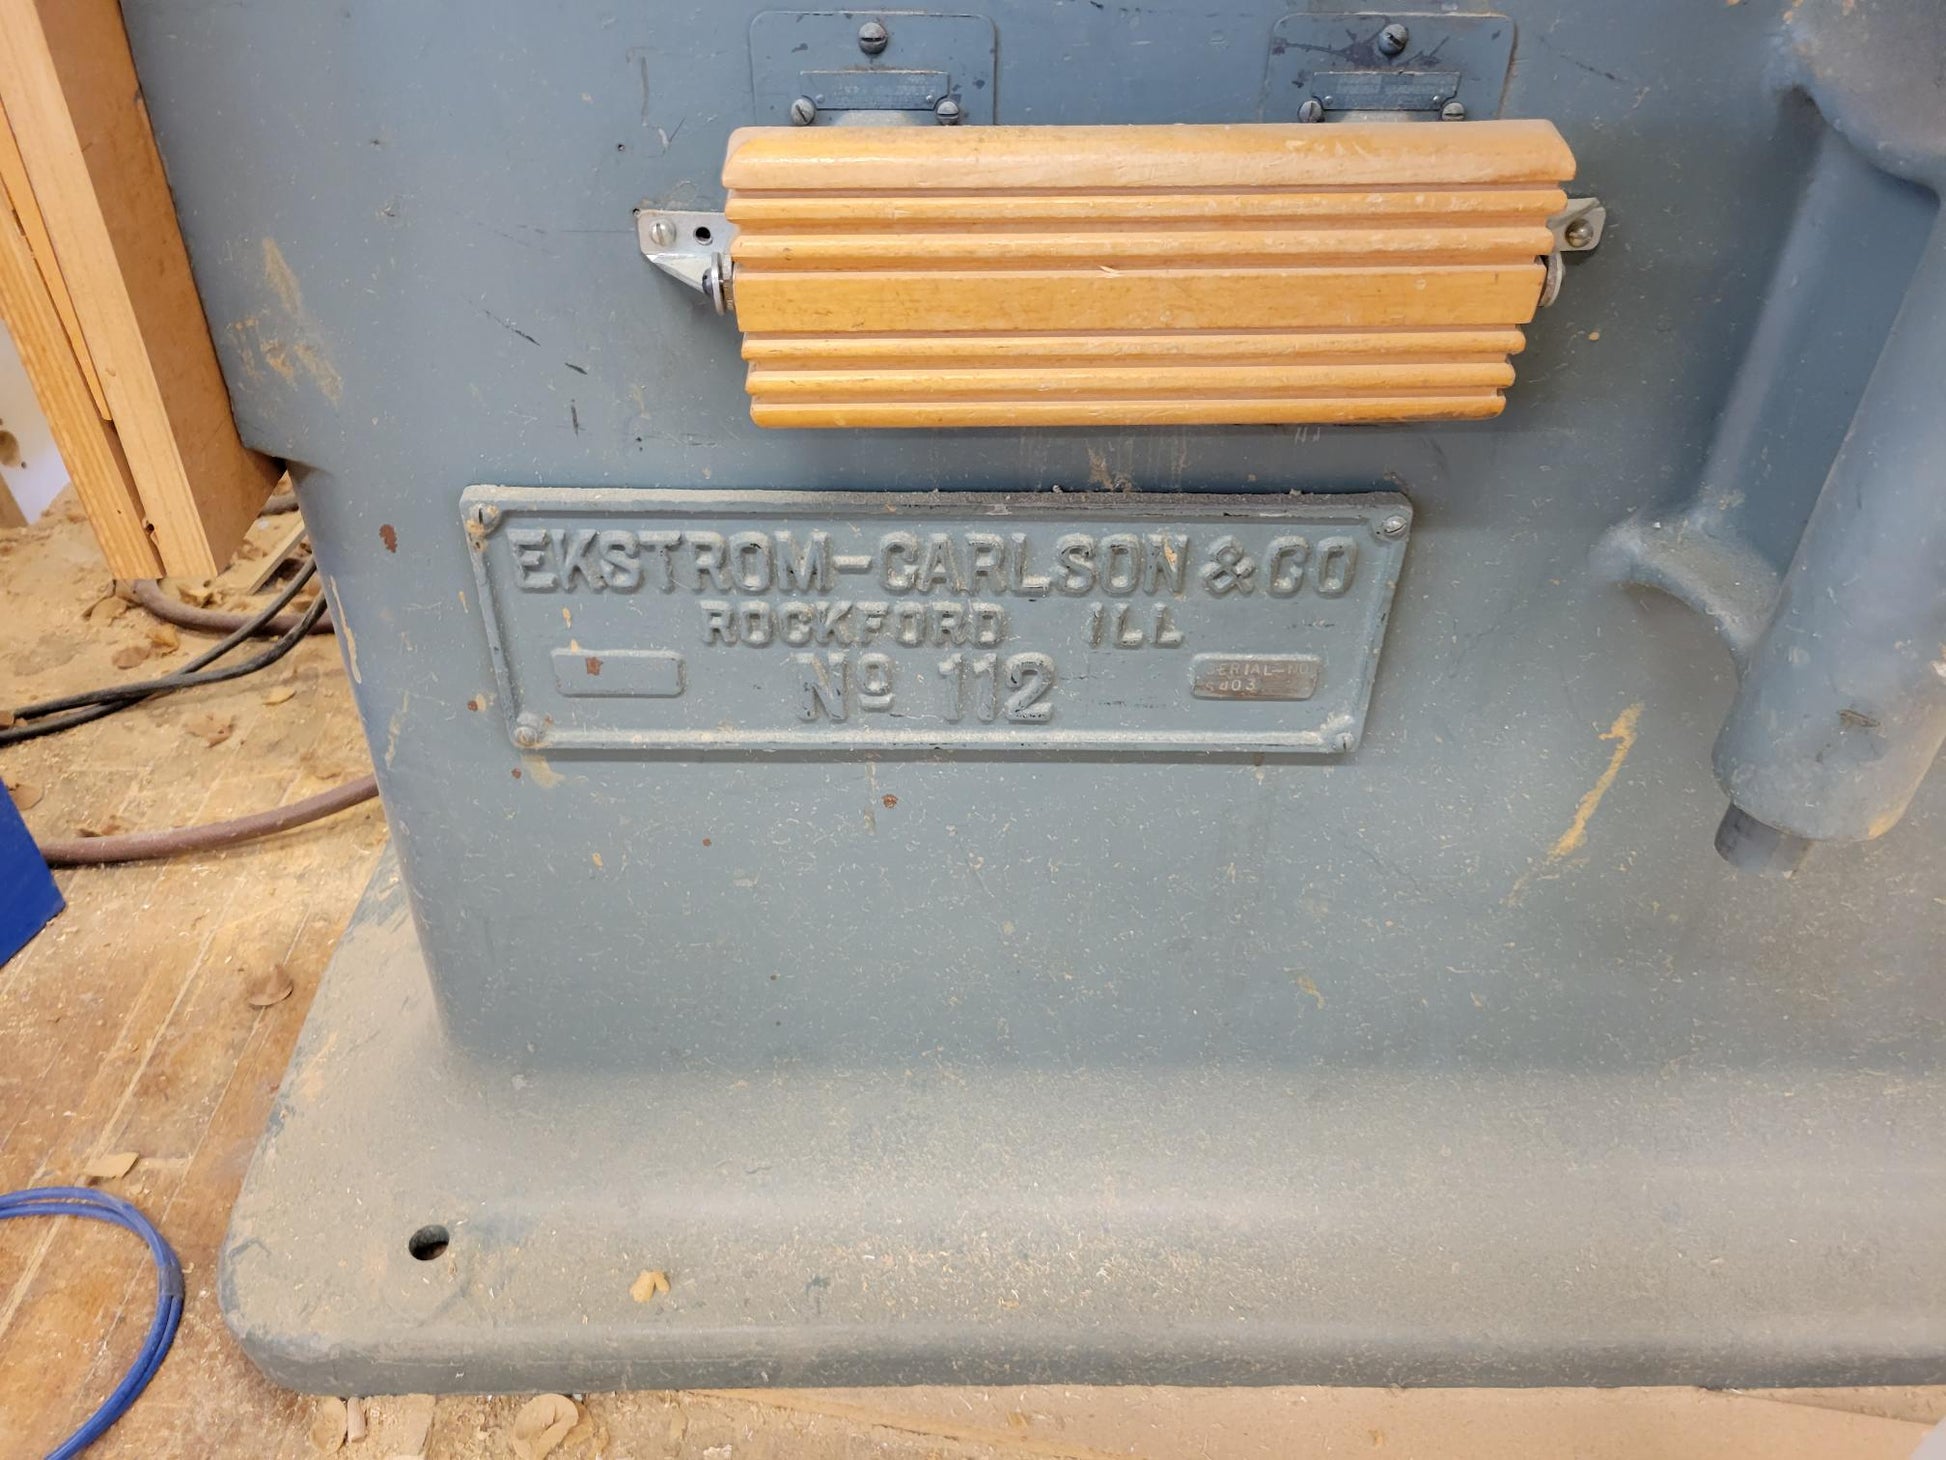 EKSTROM-CARLSON & CO
ROCKFORD ILL
Nº 112
SERIAL-NO